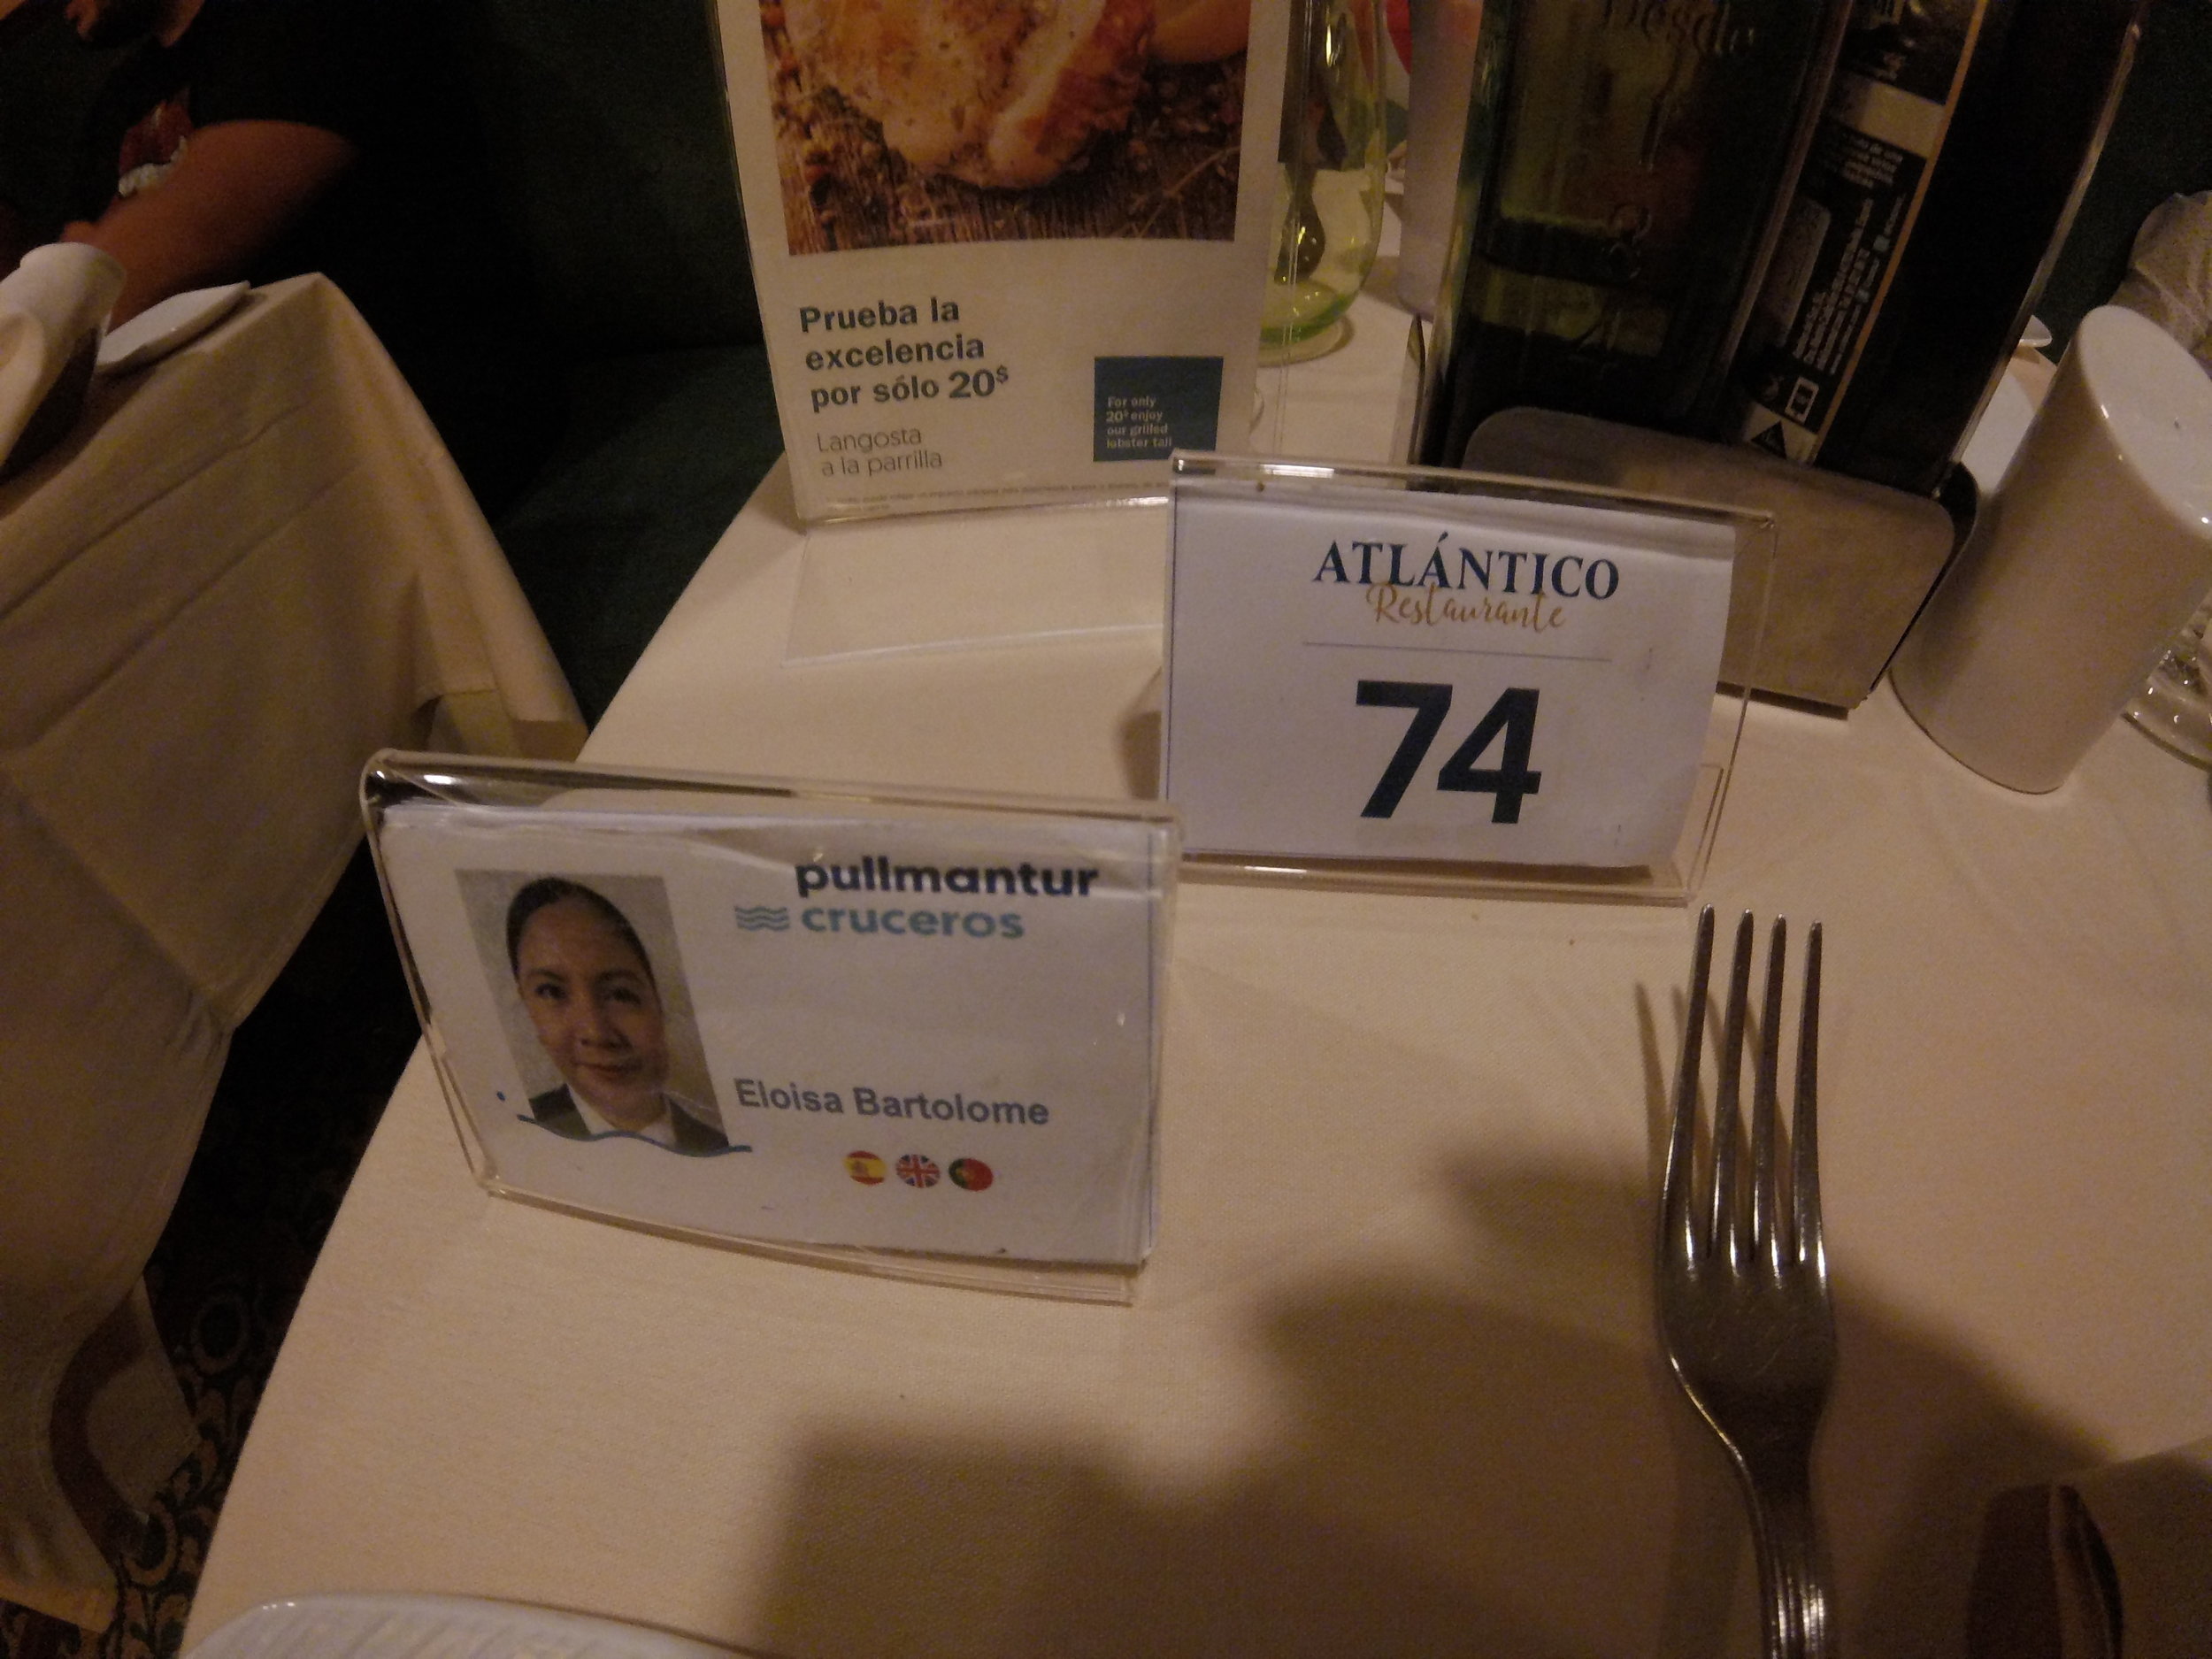 Prueba la
excelencia
por sólo 20$
Langosta
a la parrilla
For only
20$ enjoy
our grilled
lobster tail
Desde
ATLÁNTICO
Restaurante
74
pullmantur
cruceros
Eloisa Bartolome